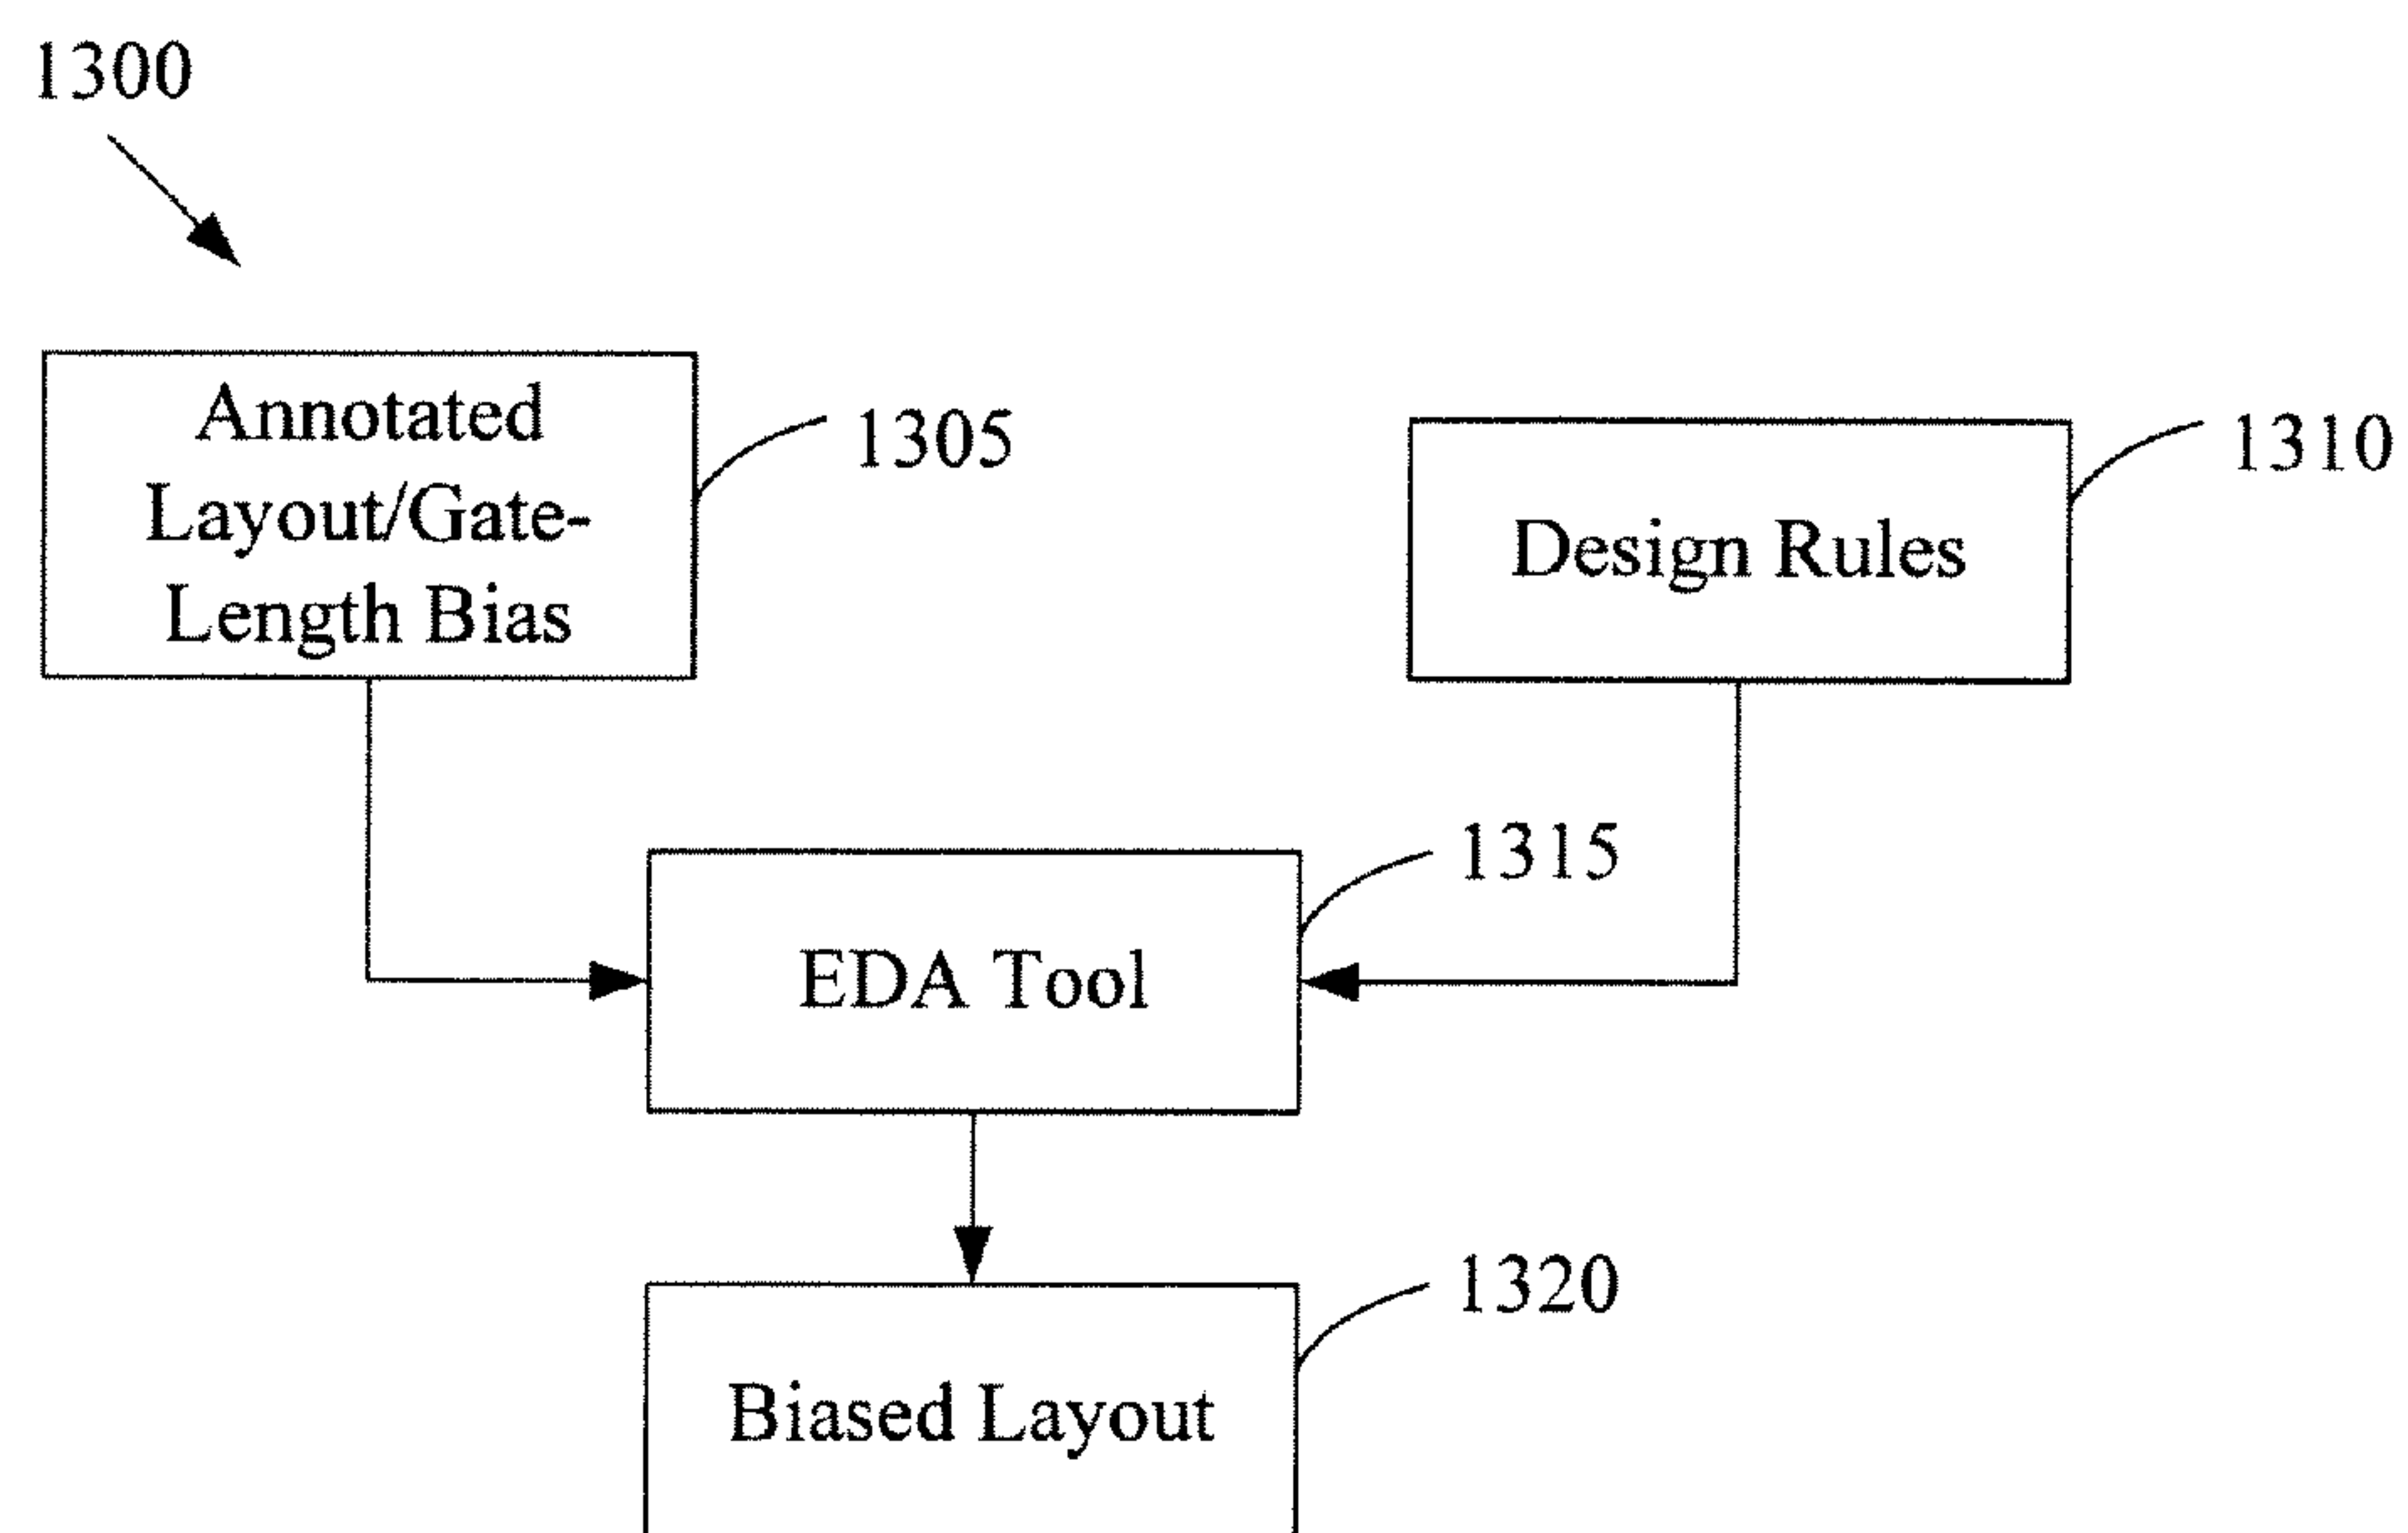 1300
Annotated
Layout/Gate-
Length Bias
1305
Design Rules
1310
EDA Tool
1315
Biased Layout
1320